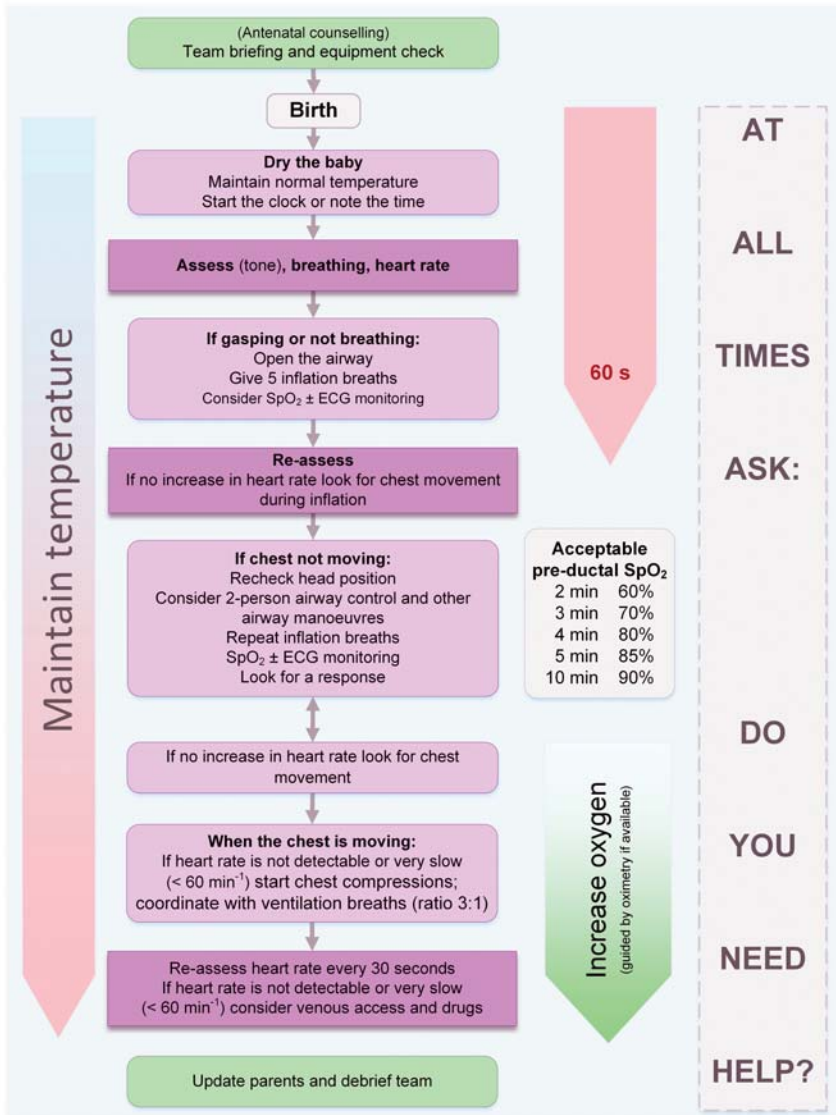 (Antenatal counselling)
Team briefing and equipment check
Birth
Dry the baby
Maintain normal temperature
Start the clock or note the time
Assess (tone), breathing, heart rate
If gasping or not breathing:
Open the airway
Give 5 inflation breaths
Consider SpO₂ ± ECG monitoring
Re-assess
If no increase in heart rate look for chest movement
during inflation
If chest not moving:
Recheck head position
Consider 2-person airway control and other
airway manoeuvres
Repeat inflation breaths
SpO₂ ± ECG monitoring
Look for a response
If no increase in heart rate look for chest
movement
When the chest is moving:
If heart rate is not detectable or very slow
(< 60 min⁻¹) start chest compressions;
coordinate with ventilation breaths (ratio 3:1)
Re-assess heart rate every 30 seconds
If heart rate is not detectable or very slow
(< 60 min⁻¹) consider venous access and drugs
Update parents and debrief team
Maintain temperature
60 s
Acceptable
pre-ductal SpO₂
2 min 60%
3 min 70%
4 min 80%
5 min 85%
10 min 90%
Increase oxygen
(guided by oximetry if available)
AT
ALL
TIMES
ASK:
DO
YOU
NEED
HELP?